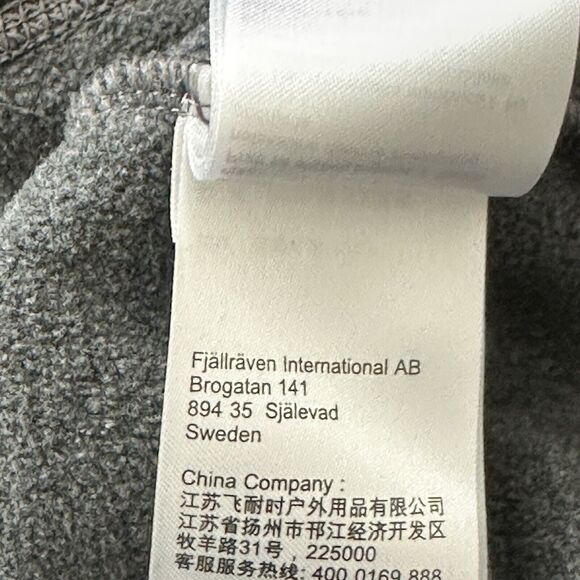 Fjällräven International AB
Brogatan 141
894 35 Själevad
Sweden
China Company :
江苏飞耐时户外用品有限公司
江苏省扬州市邗江经济开发区
牧羊路31号, 225000
客服服务热线: 400 0169 888